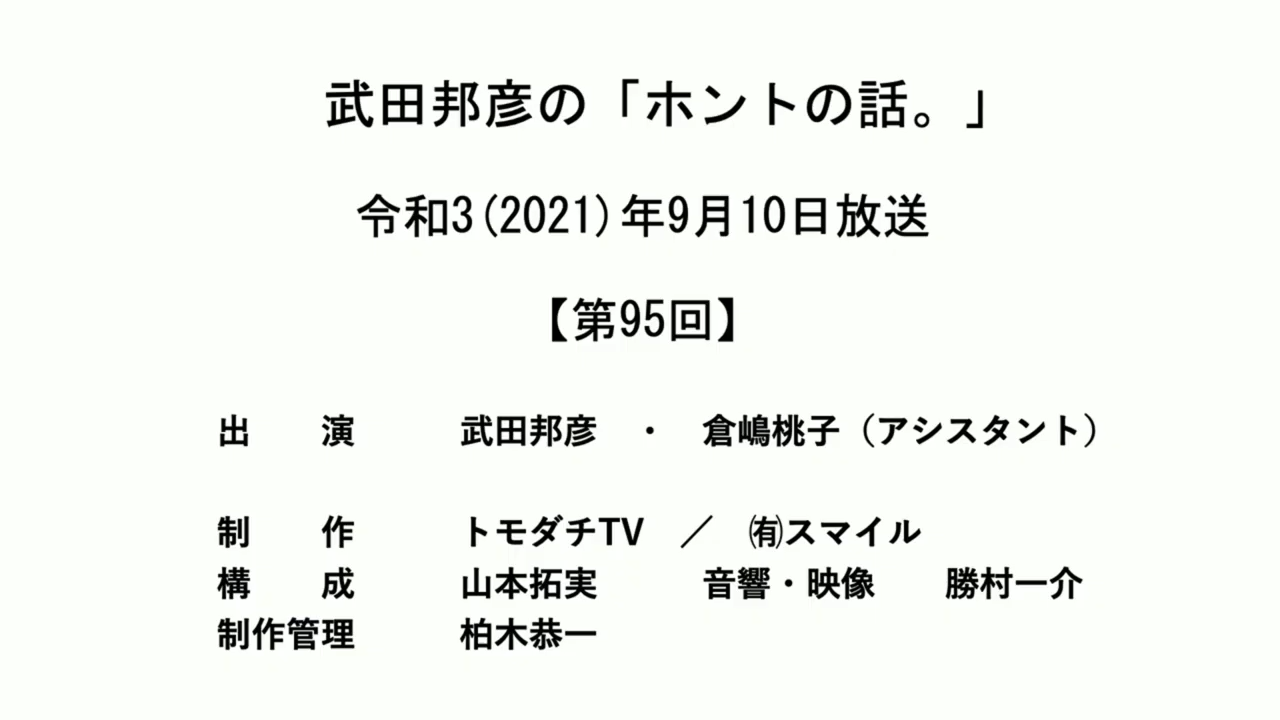 武田邦彦の「ホントの話。」
令和3(2021)年9月10日放送
【第95回】
出　　演　　　武田邦彦　・　倉嶋桃子（アシスタント）
制　　作　　　トモダチTV　／　㈲スマイル
構　　成　　　山本拓実　　　音響・映像　　勝村一介
制作管理　　　柏木恭一